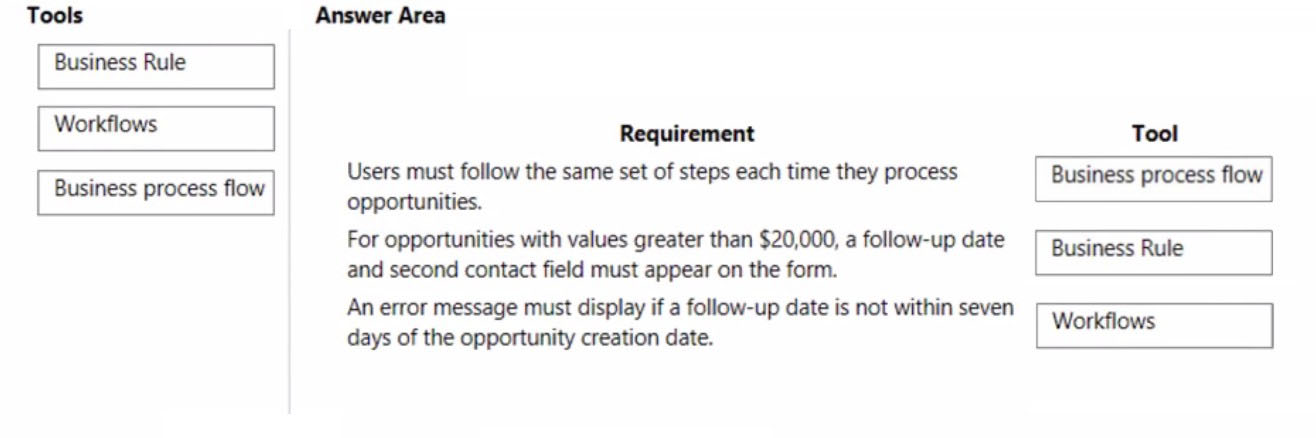 Tools
Answer Area
Business Rule
Workflows
Business process flow
Requirement
Tool
Users must follow the same set of steps each time they process
opportunities.
Business process flow
For opportunities with values greater than $20,000, a follow-up date
and second contact field must appear on the form.
Business Rule
An error message must display if a follow-up date is not within seven
days of the opportunity creation date.
Workflows